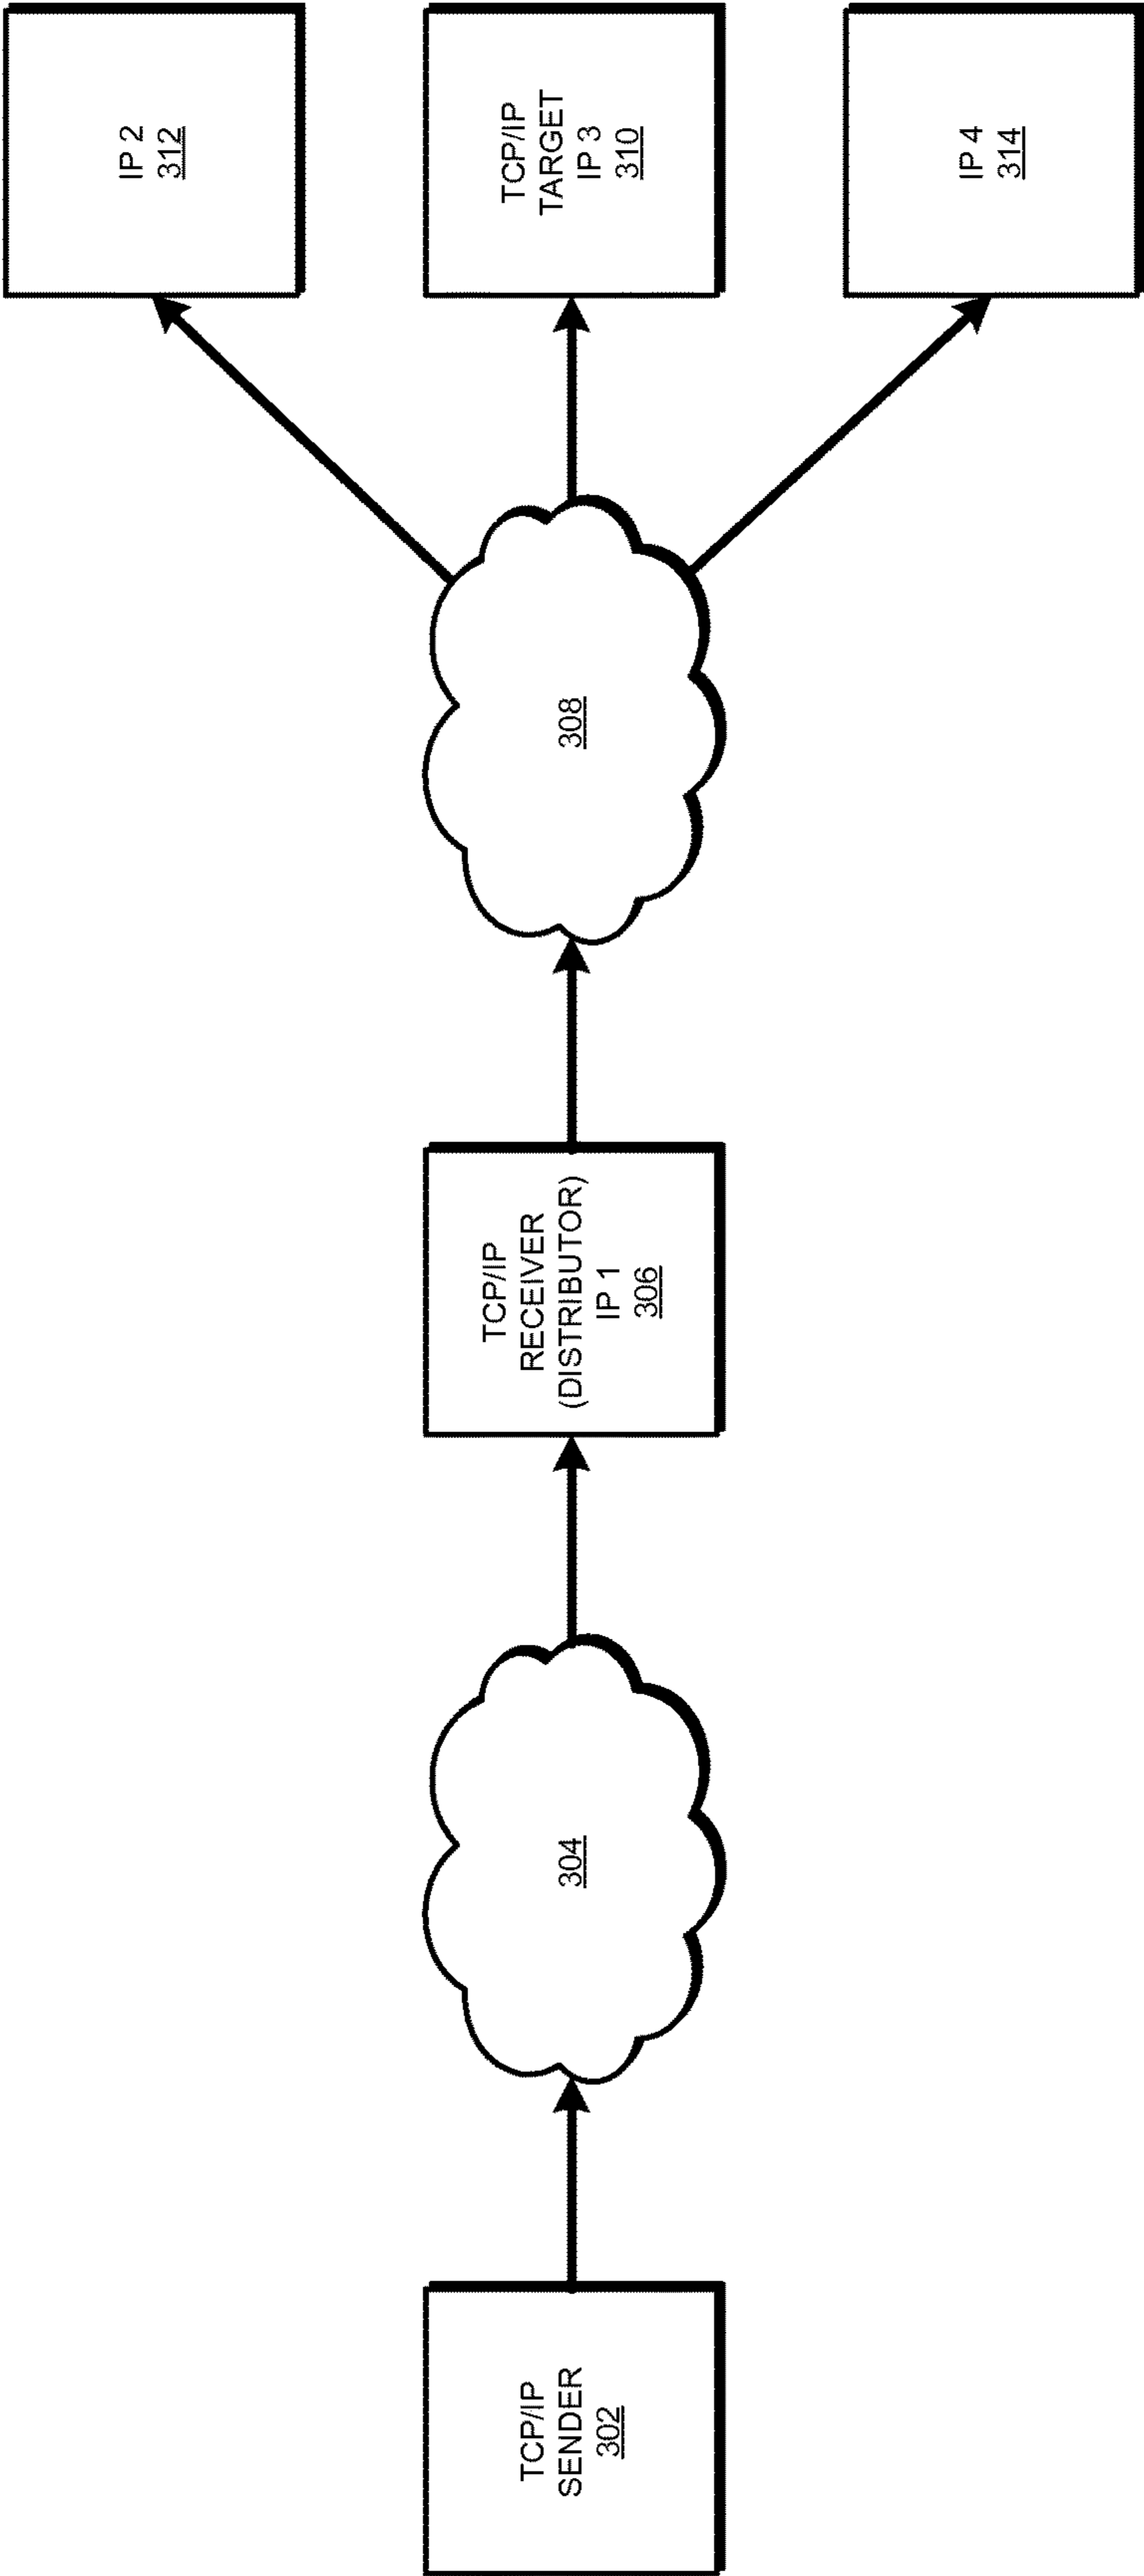 TCP/IP
SENDER
302
304
TCP/IP
RECEIVER
(DISTRIBUTOR)
IP 1
306
308
IP 2
312
TCP/IP
TARGET
IP 3
310
IP 4
314